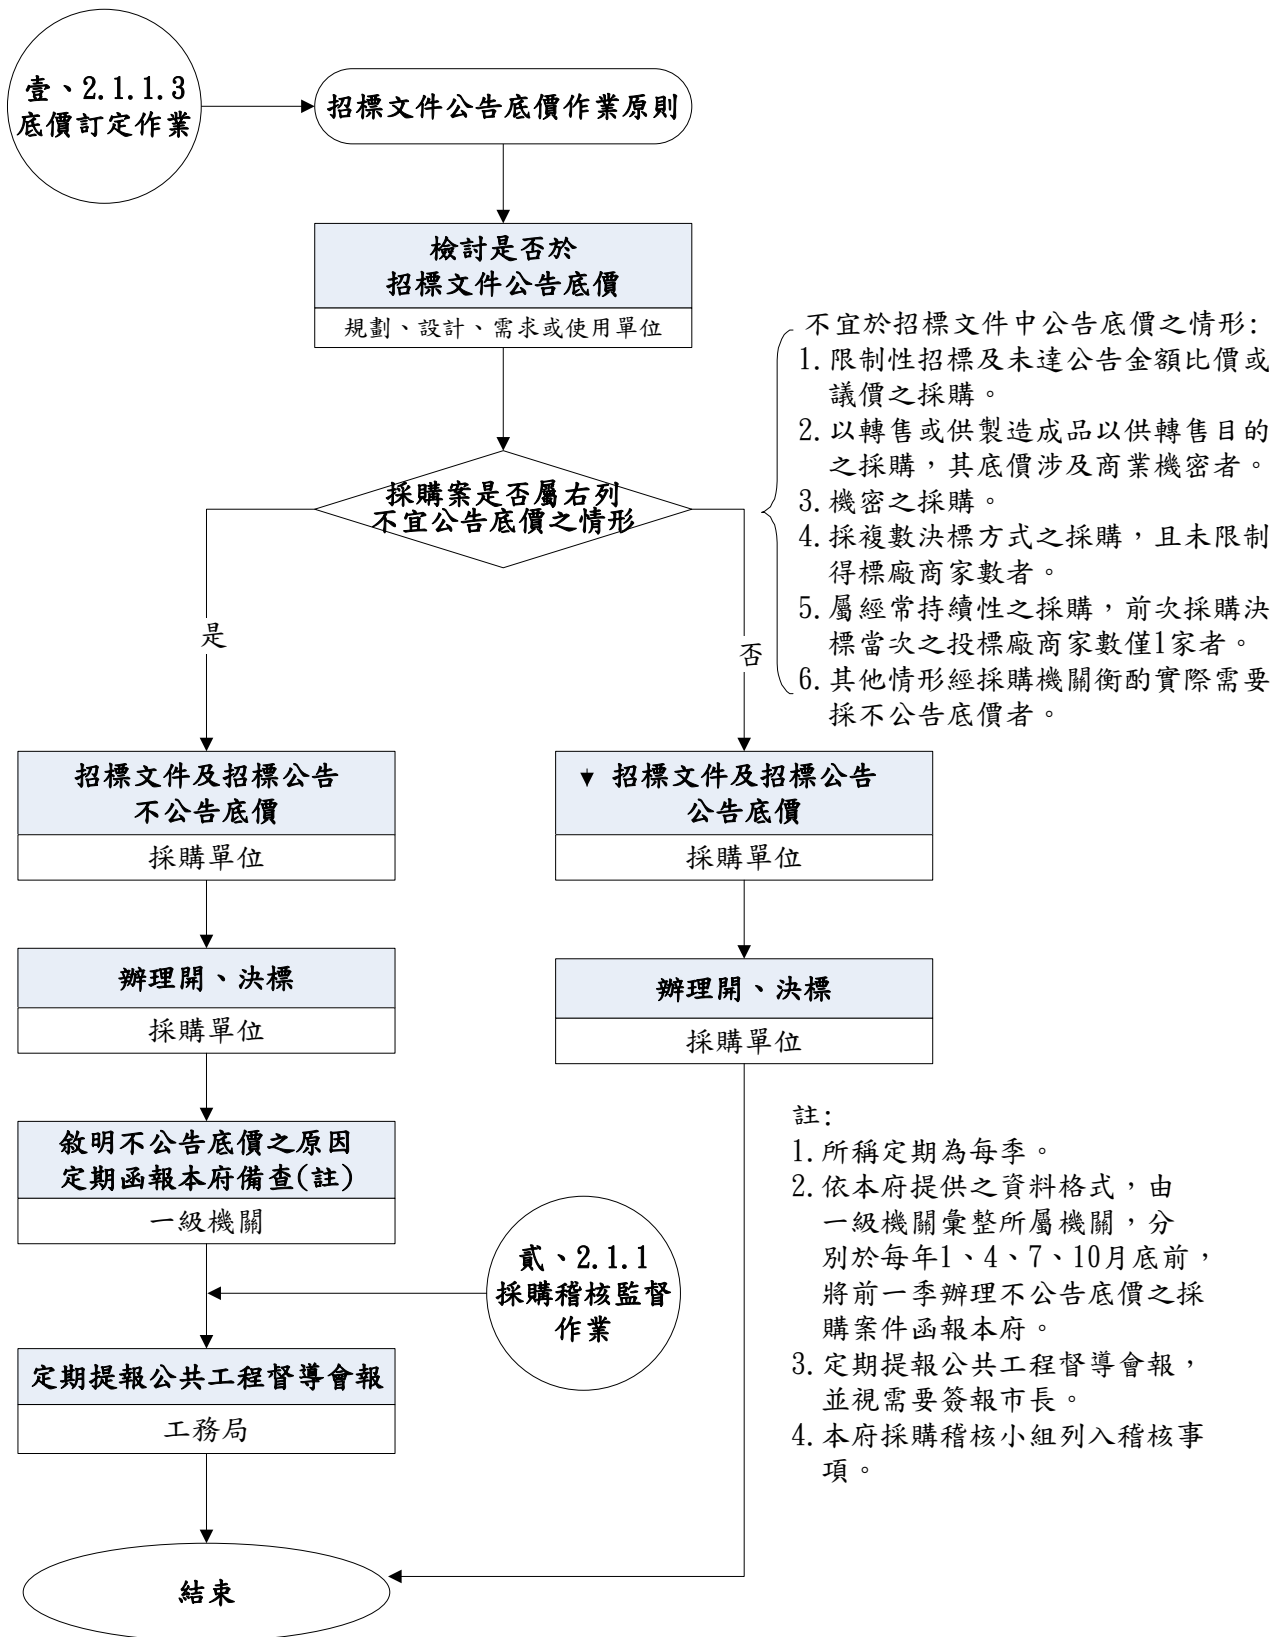 壹、2.1.1.3
底價訂定作業
招標文件公告底價作業原則
檢討是否於
招標文件公告底價
規劃、設計、需求或使用單位
不宜於招標文件中公告底價之情形:
1.限制性招標及未達公告金額比價或
議價之採購。
2.以轉售或供製造成品以供轉售目的
之採購，其底價涉及商業機密者。
3.機密之採購。
4.採複數決標方式之採購，且未限制
得標廠商家數者。
5.屬經常持續性之採購，前次採購決
標當次之投標廠商家數僅1家者。
6.其他情形經採購機關衡酌實際需要
採不公告底價者。
採購案是否屬右列
不宜公告底價之情形
是
否
招標文件及招標公告
不公告底價
採購單位
▼ 招標文件及招標公告
公告底價
採購單位
辦理開、決標
採購單位
辦理開、決標
採購單位
敘明不公告底價之原因
定期函報本府備查(註)
一級機關
貳、2.1.1
採購稽核監督
作業
定期提報公共工程督導會報
工務局
結束
註:
1.所稱定期為每季。
2.依本府提供之資料格式，由
一級機關彙整所屬機關，分
別於每年1、4、7、10月底前，
將前一季辦理不公告底價之採
購案件函報本府。
3.定期提報公共工程督導會報，
並視需要簽報市長。
4.本府採購稽核小組列入稽核事
項。